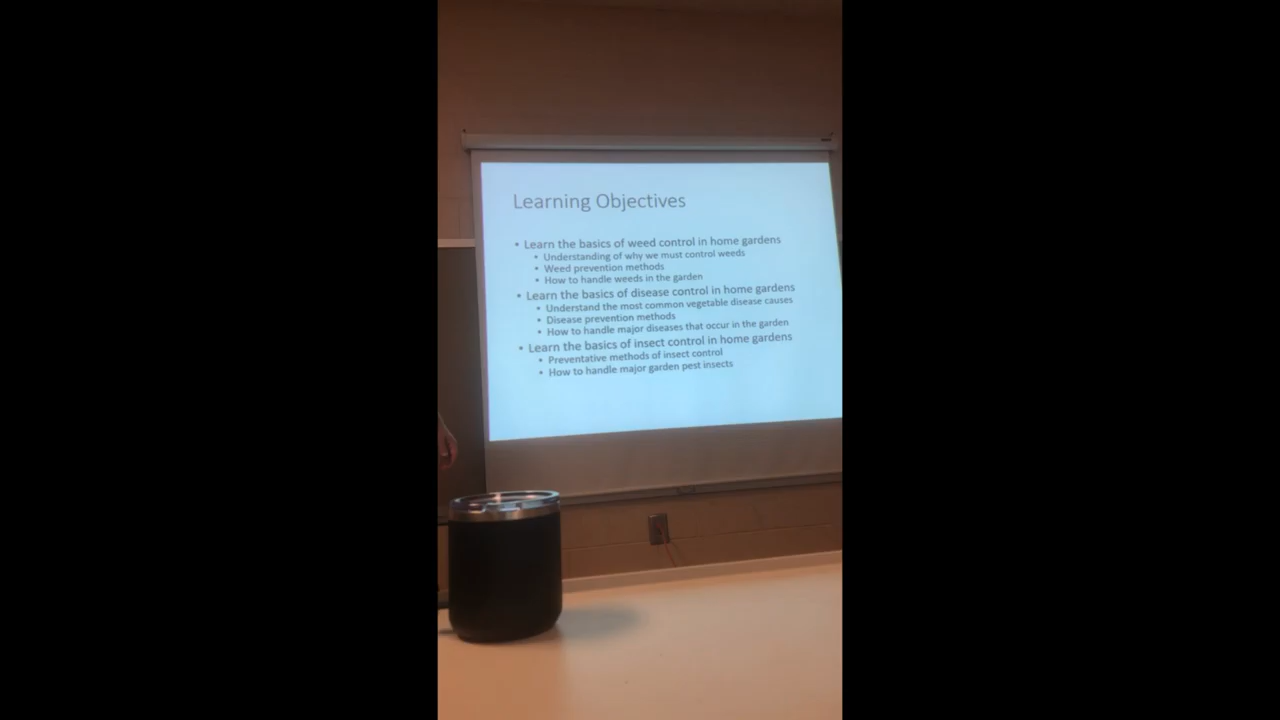 Learning Objectives
• Learn the basics of weed control in home gardens
• Understanding of why we must control weeds
• Weed prevention methods
• How to handle weeds in the garden
• Learn the basics of disease control in home gardens
• Understand the most common vegetable disease causes
• Disease prevention methods
• How to handle major diseases that occur in the garden
• Learn the basics of insect control in home gardens
• Preventative methods of insect control
• How to handle major garden pest insects